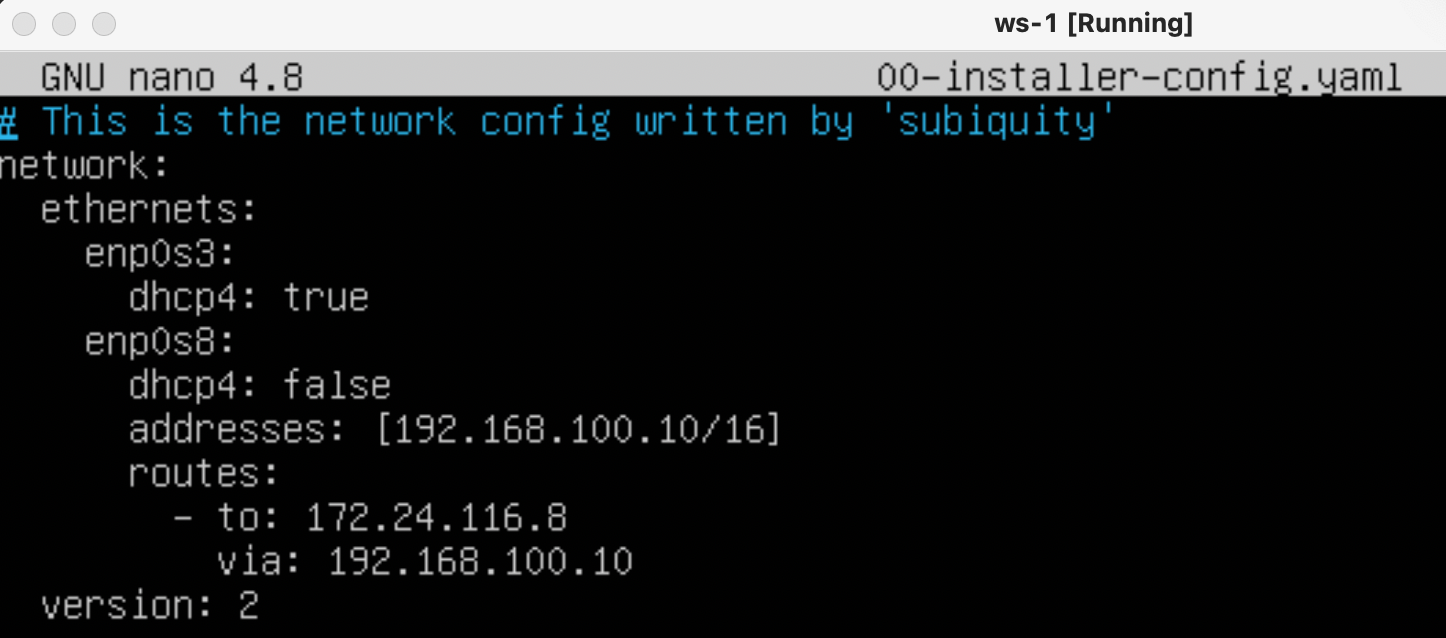 ws-1 [Running]
GNU nano 4.8 00-installer-config.yaml
# This is the network config written by 'subiquity'
network:
  ethernets:
    enp0s3:
      dhcp4: true
    enp0s8:
      dhcp4: false
      addresses: [192.168.100.10/16]
      routes:
        - to: 172.24.116.8
          via: 192.168.100.10
  version: 2